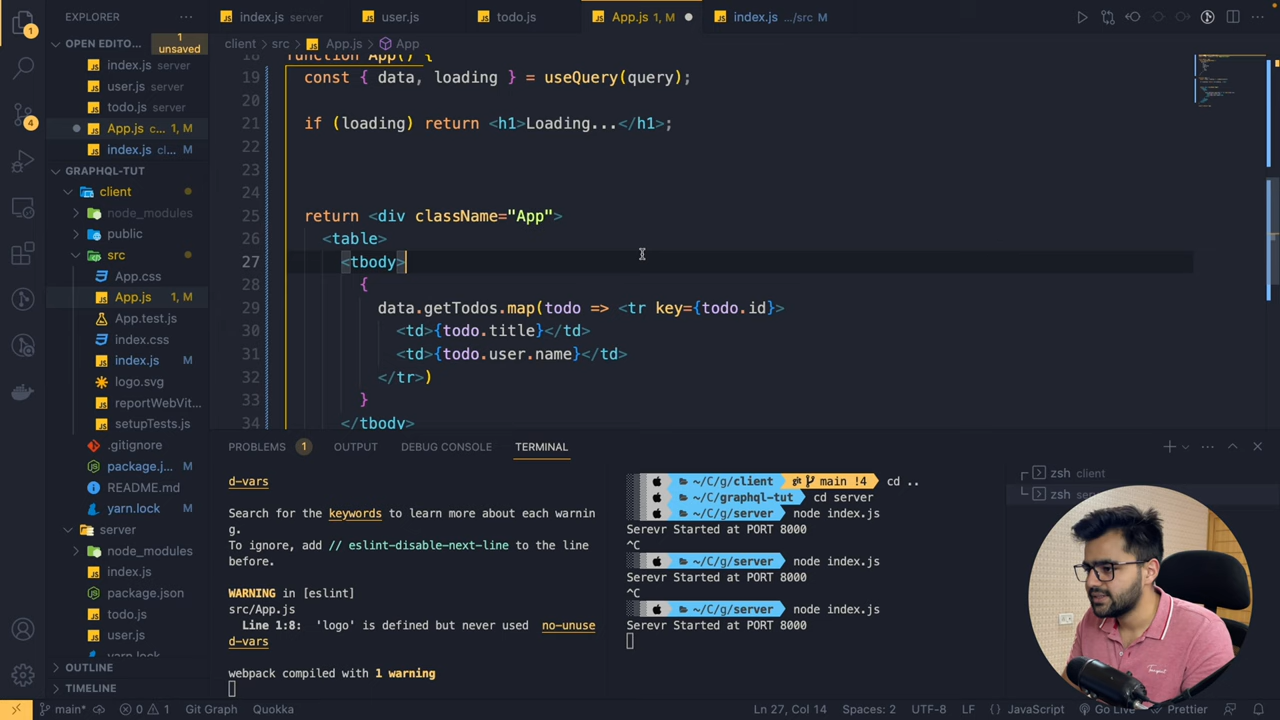 EXPLORER
index.js server
user.js
todo.js
App.js 1, M
index.js .../src M
OPEN EDITO...
1
unsaved
client > src > App.js > App
index.js server
user.js server
todo.js server
App.js c... 1, M
index.js cl... M
GRAPHQL-TUT
client
node_modules
public
src
App.css
App.js 1, M
App.test.js
index.css
index.js M
logo.svg
reportWebVit...
setupTests.js
.gitignore
package.j... M
README.md
yarn.lock M
server
node_modules
index.js
package.json
todo.js
user.js
yarn.lock
OUTLINE
TIMELINE
1
4
18 function App() {
19 const { data, loading } = useQuery(query);
20
21 if (loading) return <h1>Loading...</h1>;
22
23
24
25 return <div className="App">
26 <table>
27 <tbody>
28 {
29 data.getTodos.map(todo => <tr key={todo.id}>
30 <td>{todo.title}</td>
31 <td>{todo.user.name}</td>
32 </tr>)
33 }
34 </tbody>
PROBLEMS 1 OUTPUT DEBUG CONSOLE TERMINAL
d-vars
Search for the keywords to learn more about each warnin
g.
To ignore, add // eslint-disable-next-line to the line
before.
WARNING in [eslint]
src/App.js
Line 1:8: 'logo' is defined but never used no-unuse
d-vars
webpack compiled with 1 warning
~/C/g/client main !4 cd ..
~/C/graphql-tut cd server
~/C/g/server node index.js
Serevr Started at PORT 8000
^C
~/C/g/server node index.js
Serevr Started at PORT 8000
^C
~/C/g/server node index.js
Serevr Started at PORT 8000
zsh client
zsh se
main* 0 1 Git Graph Quokka Ln 27, Col 14 Spaces: 2 UTF-8 LF {} JavaScript Go Live Prettier